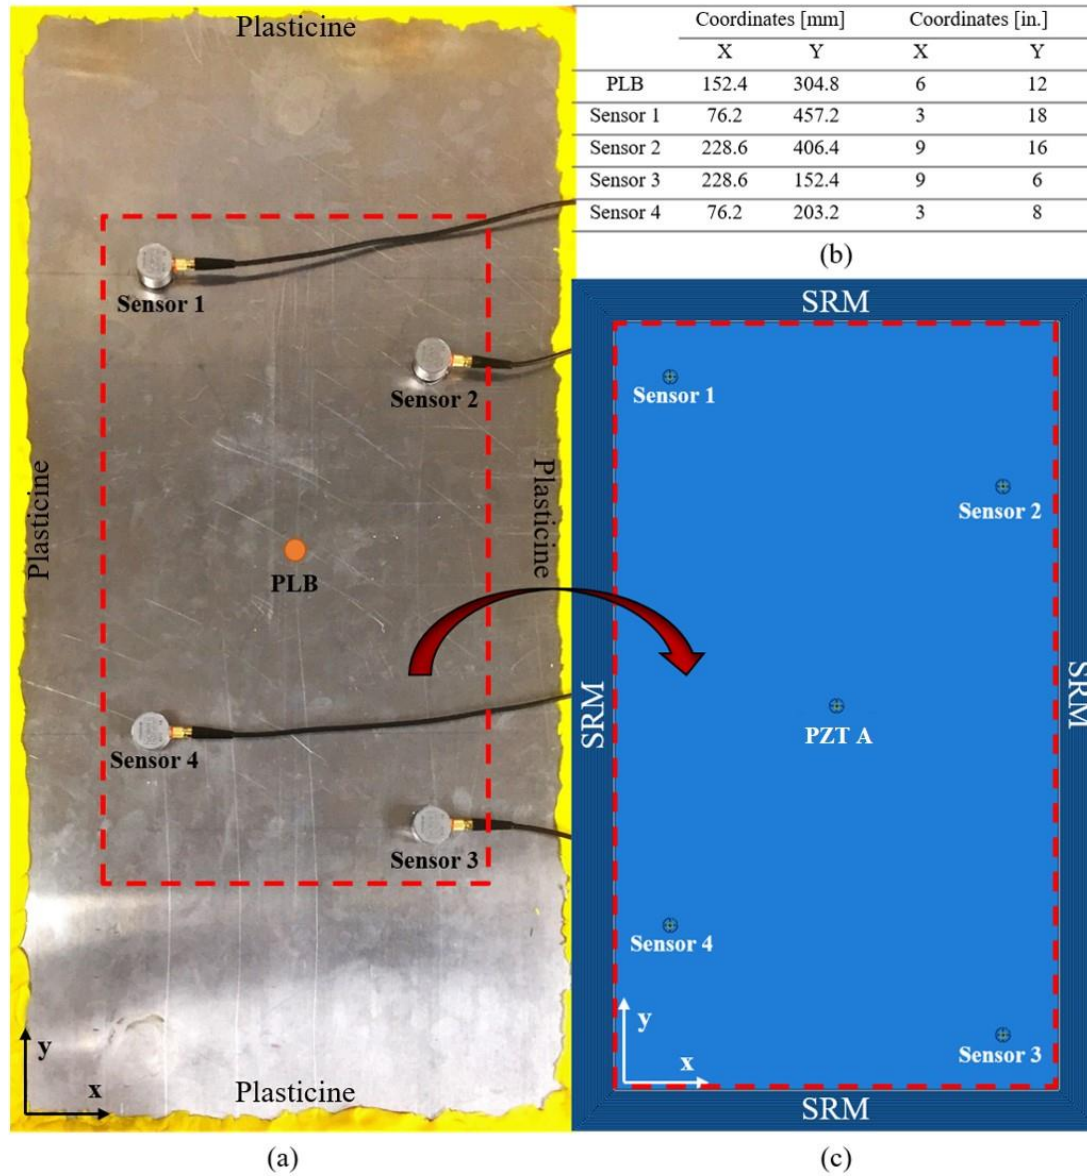 Plasticine
Sensor 1
Sensor 2
Plasticine
Plasticine
PLB
Sensor 4
Sensor 3
y
x
Plasticine
(a)
Coordinates [mm] Coordinates [in.]
X Y X Y
PLB 152.4 304.8 6 12
Sensor 1 76.2 457.2 3 18
Sensor 2 228.6 406.4 9 16
Sensor 3 228.6 152.4 9 6
Sensor 4 76.2 203.2 3 8
(b)
SRM
Sensor 1
Sensor 2
SRM
SRM
PZT A
Sensor 4
Sensor 3
y
x
SRM
(c)